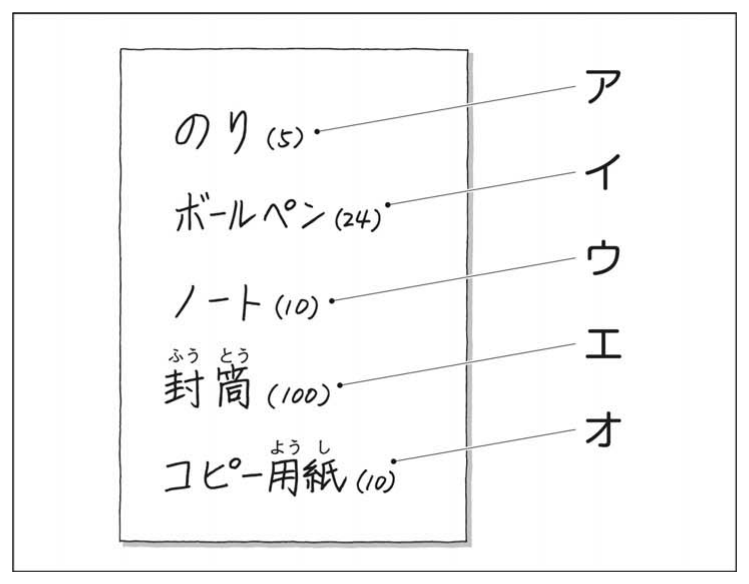 のり(5) ア
ボールペン(24) イ
ノート(10) ウ
ふうとう
封筒(100) エ
ようし
コピー用紙(10) オ